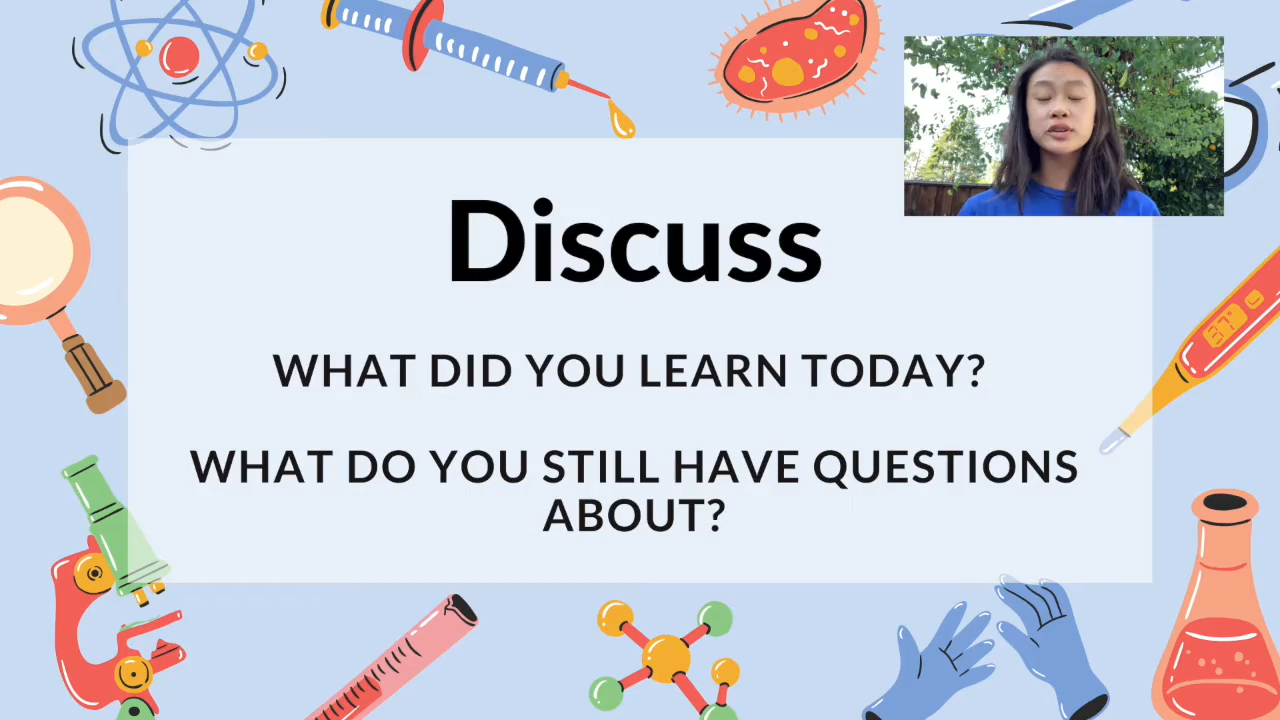 Discuss
WHAT DID YOU LEARN TODAY?
WHAT DO YOU STILL HAVE QUESTIONS
ABOUT?